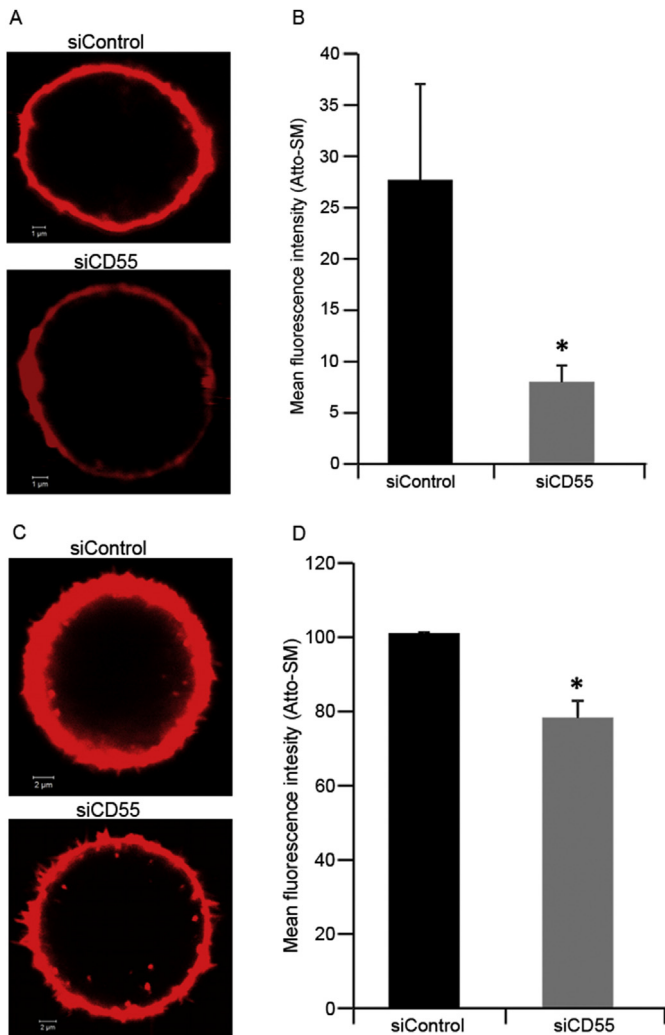 A
siControl
1 µm
siCD55
1 µm
B
Mean fluorescence intensity (Atto-SM)
40
35
30
25
20
15
10
5
0
*
siControl
siCD55
C
siControl
2 µm
siCD55
2 µm
D
Mean fluorescence intesity (Atto-SM)
120
100
80
60
40
20
0
*
siControl
siCD55